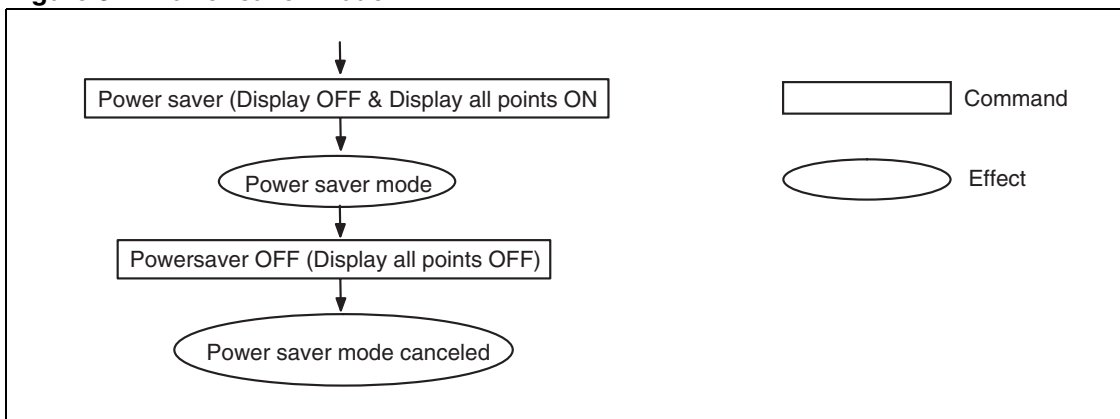 Power saver (Display OFF & Display all points ON
Power saver mode
Powersaver OFF (Display all points OFF)
Power saver mode canceled
Command
Effect